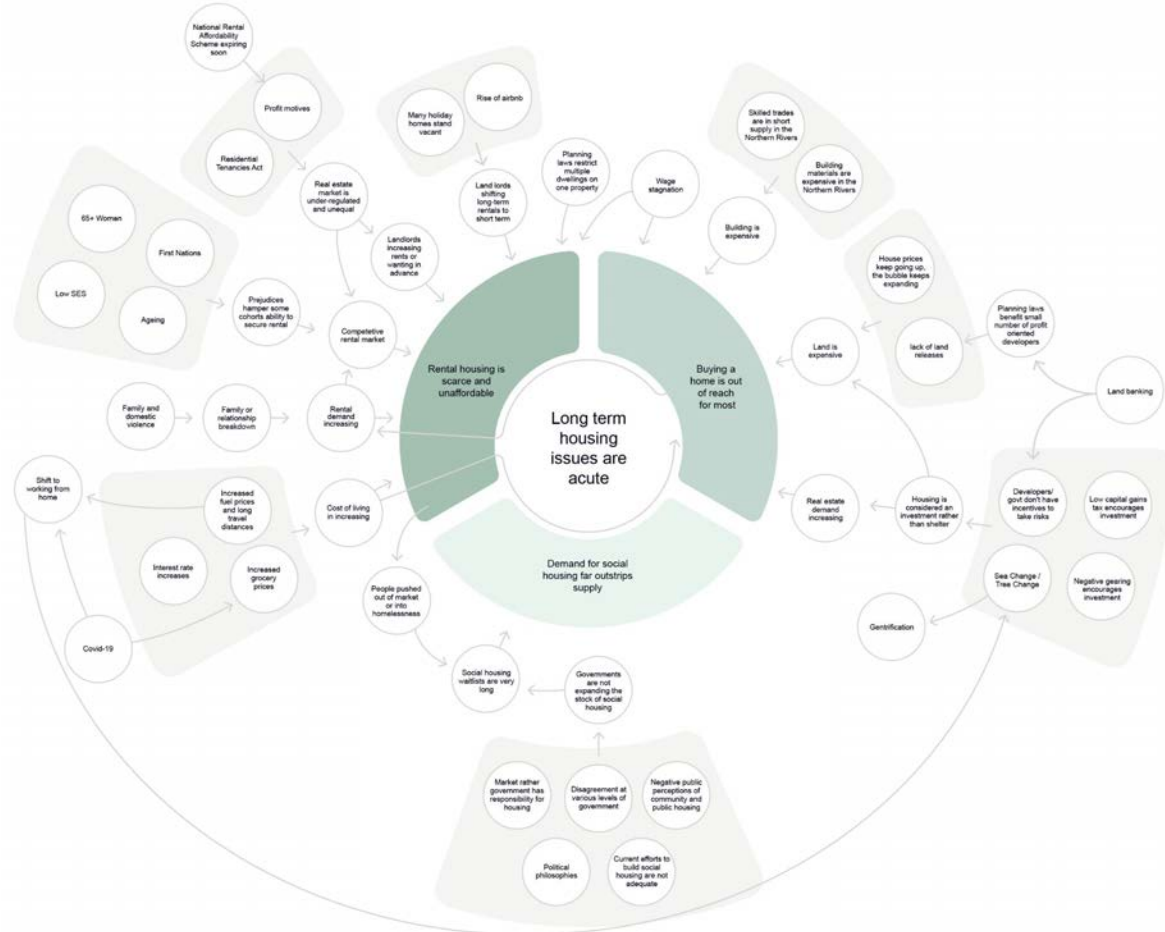 National Rental
Affordability
Scheme expiring
soon
Profit motives
Residential
Tenancies Act
Real estate
market is
under-regulated
and unequal
Landlords
increasing
rents or
wanting in
advance
Many holiday
homes stand
vacant
Rise of airbnb
Land lords
shifting
long-term
rentals to
short term
Planning
laws restrict
multiple
dwellings on
one property
Wage
stagnation
Skilled trades
are in short
supply in the
Northern Rivers
Building
materials are
expensive in the
Northern Rivers
Building is
expensive
65+ Women
First Nations
Low SES
Ageing
Prejudices
hamper some
cohorts ability to
secure rental
Competetive
rental market
House prices
keep going up,
the bubble keeps
expanding
lack of land
releases
Land is
expensive
Planning laws
benefit small
number of profit
oriented
developers
Land banking
Rental housing is
scarce and
unaffordable
Buying a
home is out
of reach
for most
Long term
housing
issues are
acute
Demand for social
housing far outstrips
supply
Family and
domestic
violence
Family or
relationship
breakdown
Rental
demand
increasing
Shift to
working from
home
Increased
fuel prices
and long
travel
distances
Interest rate
increases
Increased
grocery
prices
Covid-19
Cost of living
in increasing
People pushed
out of market
or into
homelessness
Social housing
waitlists are very
long
Governments
are not
expanding the
stock of social
housing
Real estate
demand
increasing
Housing is
considered an
investment rather
than shelter
Developers/
govt don't have
incentives to
take risks
Low capital gains
tax encourages
investment
Sea Change /
Tree Change
Negative gearing
encourages
investment
Gentrification
Market rather
government has
responsibility for
housing
Disagreement at
various levels of
government
Negative public
perceptions of
community and
public housing
Political
philosophies
Current efforts to
build social
housing are not
adequate